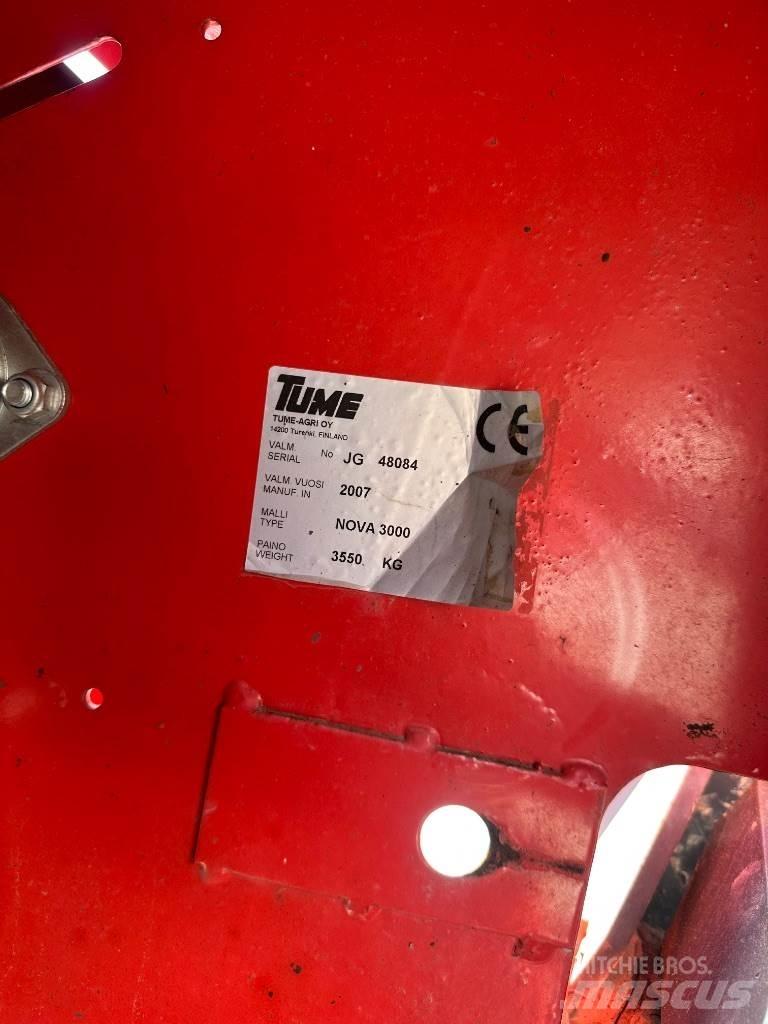 TUME
TUME-AGRI OY
14200 Turenki, FINLAND
CE
VALM. No JG 48084
SERIAL
VALM. VUOSI 2007
MANUF. IN
MALLI NOVA 3000
TYPE
PAINO 3550 KG
WEIGHT
RITCHIE BROS.
MASCUS